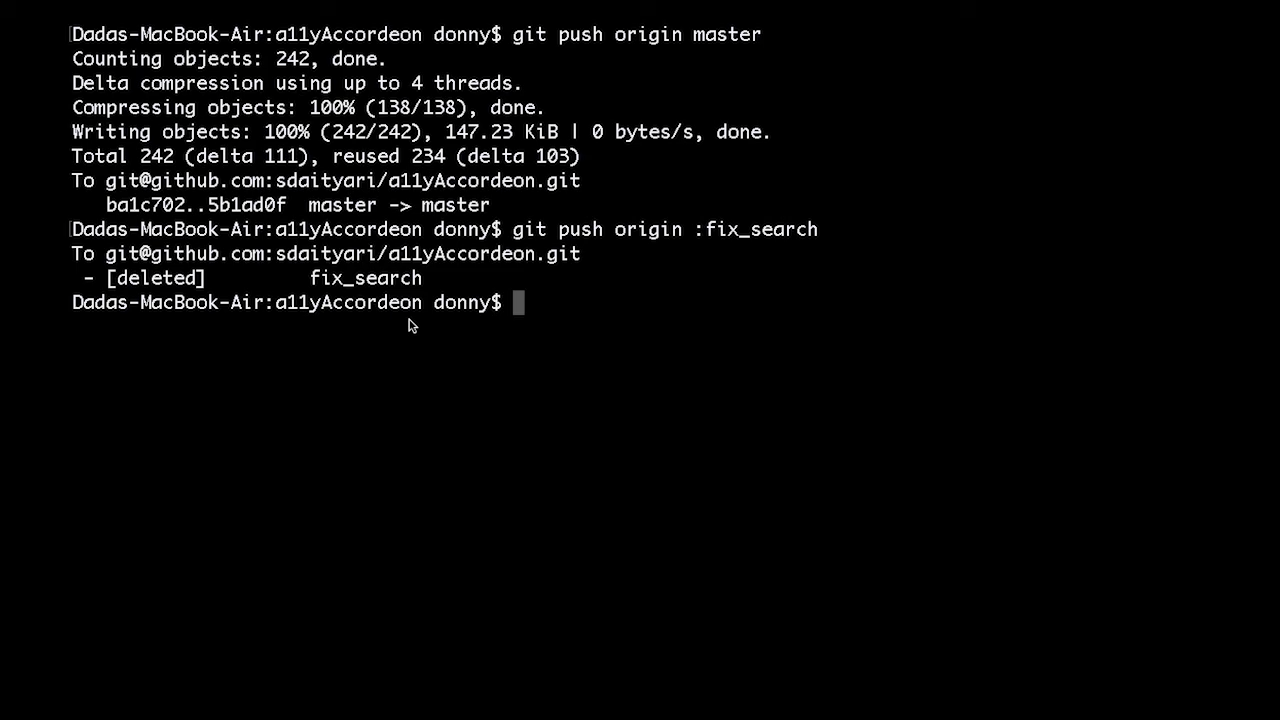 Dadas-MacBook-Air:a11yAccordeon donny$ git push origin master
Counting objects: 242, done.
Delta compression using up to 4 threads.
Compressing objects: 100% (138/138), done.
Writing objects: 100% (242/242), 147.23 KiB | 0 bytes/s, done.
Total 242 (delta 111), reused 234 (delta 103)
To git@github.com:sdaityari/a11yAccordeon.git
   ba1c702..5b1ad0f  master -> master
Dadas-MacBook-Air:a11yAccordeon donny$ git push origin :fix_search
To git@github.com:sdaityari/a11yAccordeon.git
 - [deleted]         fix_search
Dadas-MacBook-Air:a11yAccordeon donny$